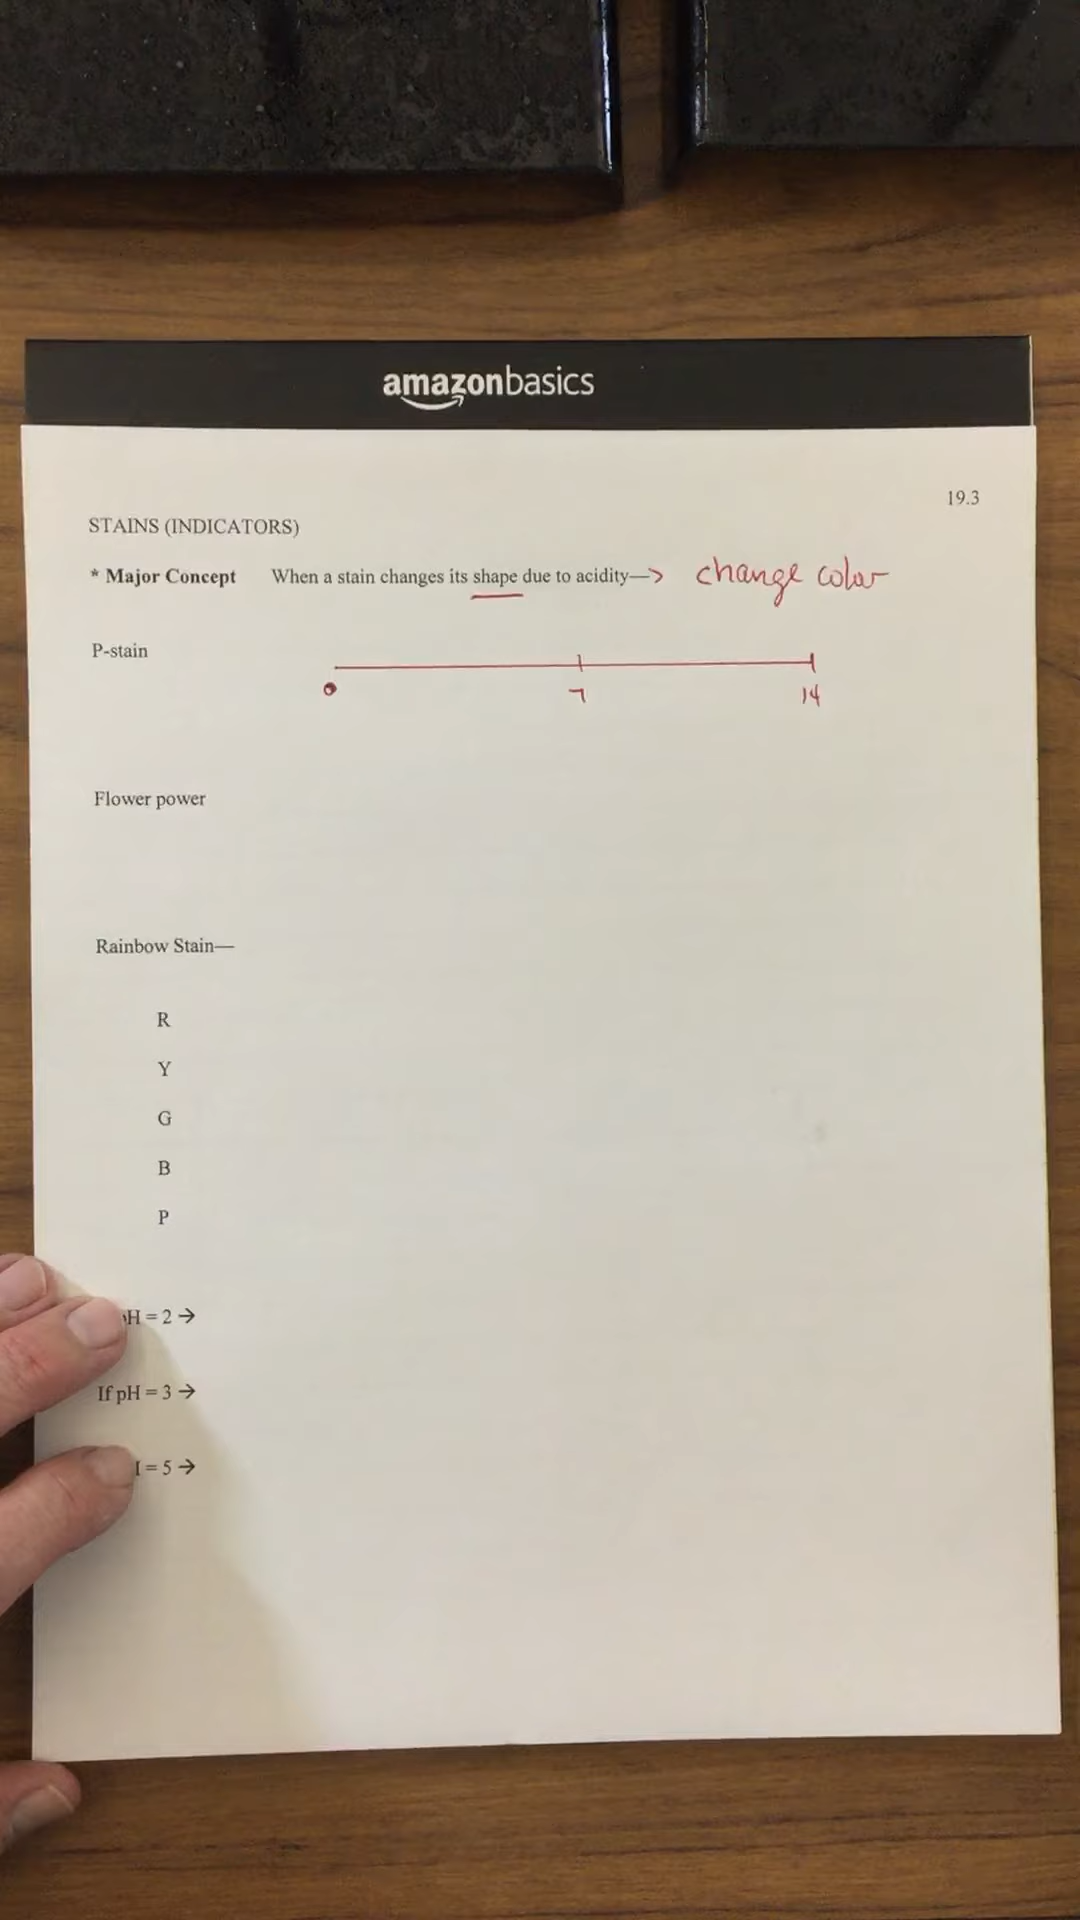 amazonbasics
19.3
STAINS (INDICATORS)
* Major Concept When a stain changes its shape due to acidity—> change color
P-stain
0 7 14
Flower power
Rainbow Stain—
R
Y
G
B
P
H = 2 →
If pH = 3 →
= 5 →